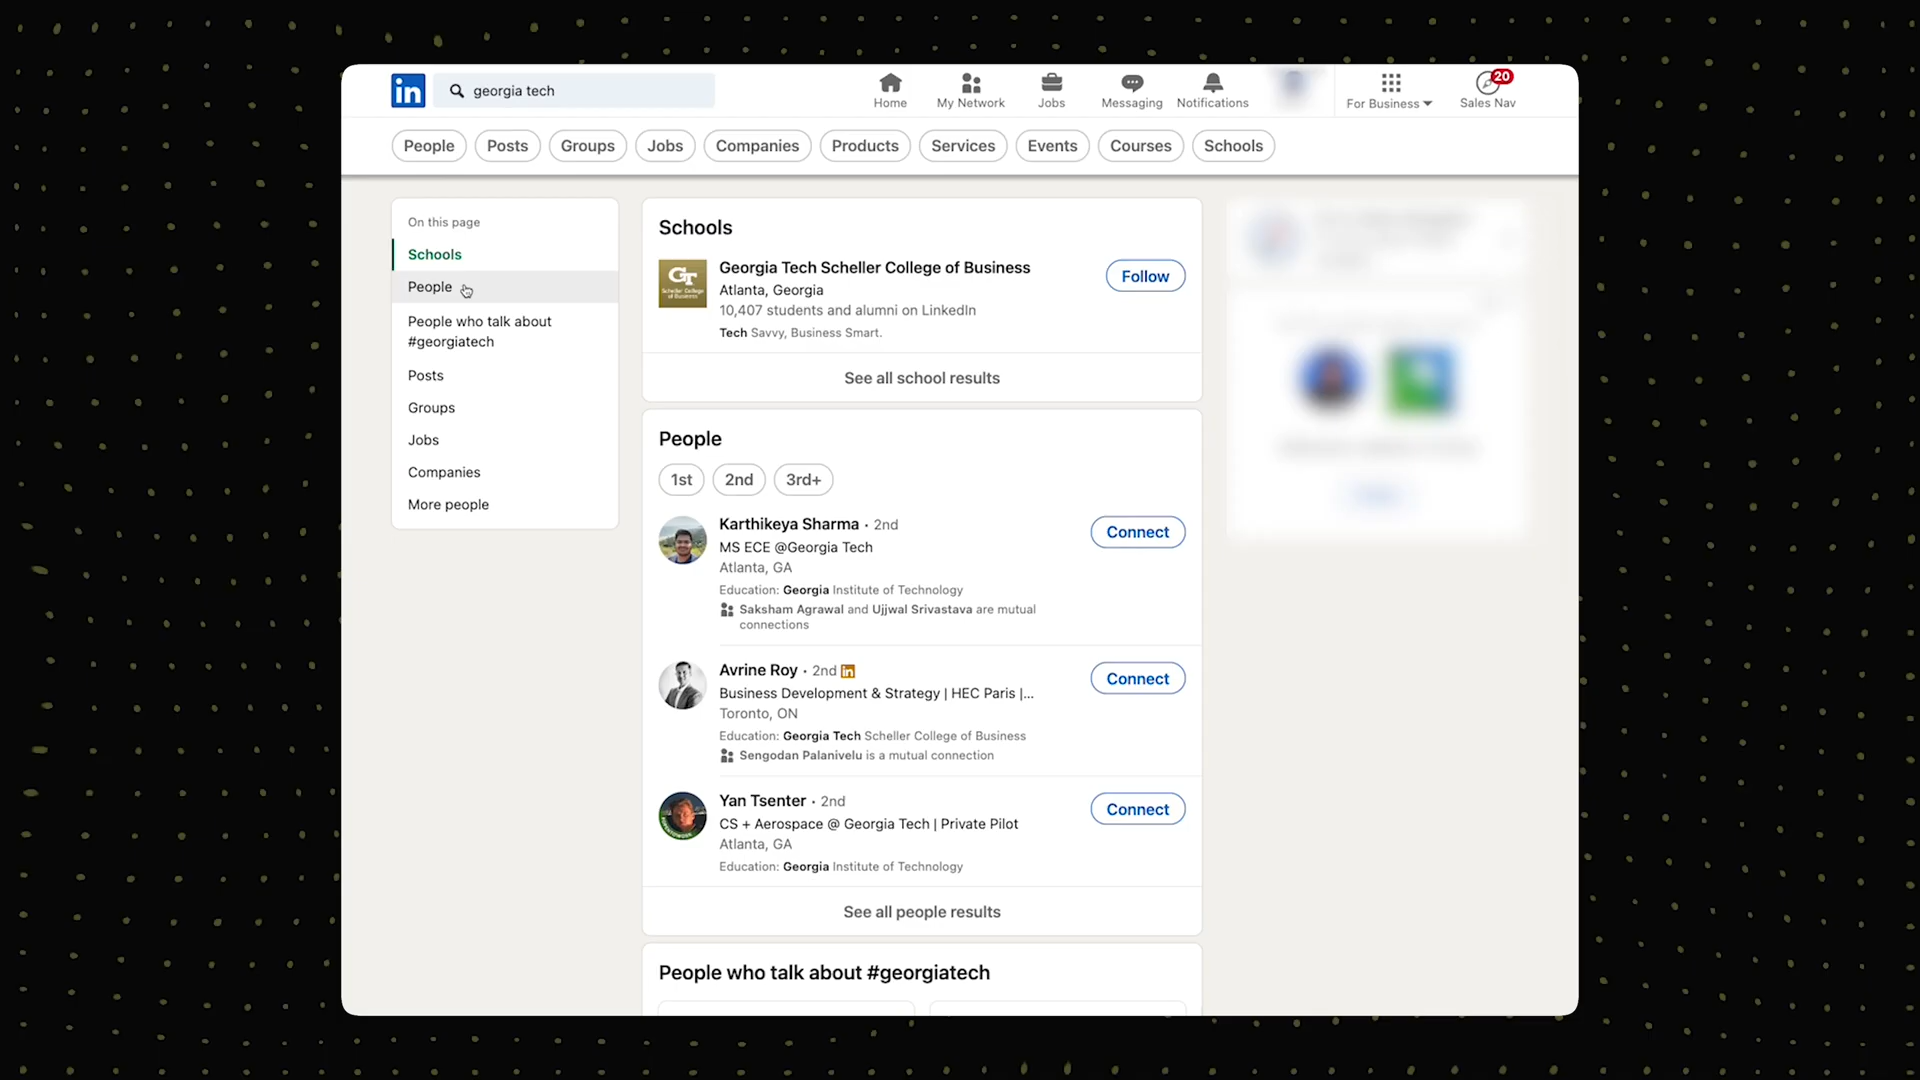 in
georgia tech
Home
My Network
Jobs
Messaging
Notifications
For Business
20
Sales Nav
People
Posts
Groups
Jobs
Companies
Products
Services
Events
Courses
Schools
On this page
Schools
People
People who talk about
#georgiatech
Posts
Groups
Jobs
Companies
More people
Schools
GT
Scheller College
of Business
Georgia Tech Scheller College of Business
Atlanta, Georgia
10,407 students and alumni on LinkedIn
Tech Savvy, Business Smart.
Follow
See all school results
People
1st
2nd
3rd+
Karthikeya Sharma • 2nd
MS ECE @Georgia Tech
Atlanta, GA
Education: Georgia Institute of Technology
Saksham Agrawal and Ujjwal Srivastava are mutual
connections
Connect
Avrine Roy • 2nd in
Business Development & Strategy | HEC Paris |...
Toronto, ON
Education: Georgia Tech Scheller College of Business
Sengodan Palanivelu is a mutual connection
Connect
Yan Tsenter • 2nd
CS + Aerospace @ Georgia Tech | Private Pilot
Atlanta, GA
Education: Georgia Institute of Technology
Connect
See all people results
People who talk about #georgiatech